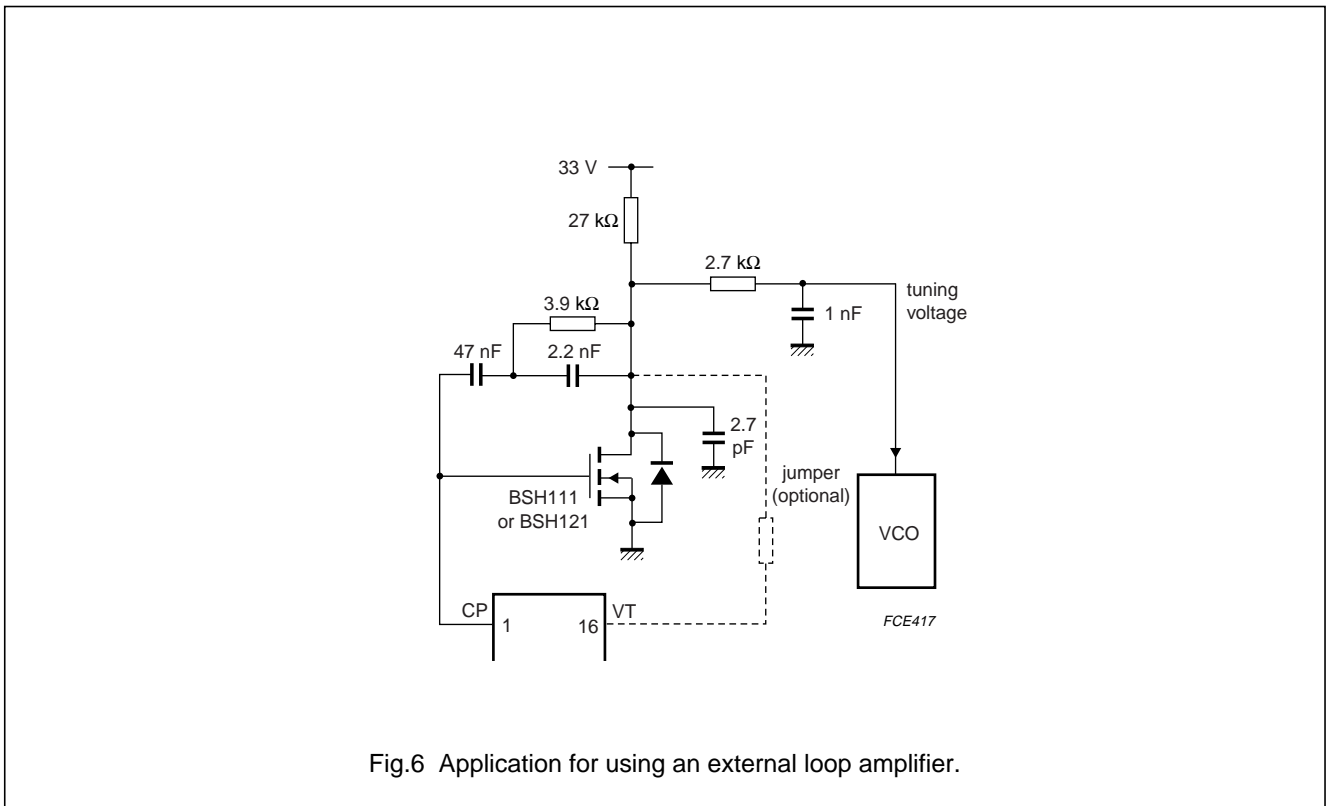 33 V
27 kΩ
2.7 kΩ
tuning
voltage
1 nF
3.9 kΩ
47 nF
2.2 nF
2.7
pF
jumper
(optional)
BSH111
or BSH121
VCO
CP
1
16
VT
FCE417
Fig.6 Application for using an external loop amplifier.